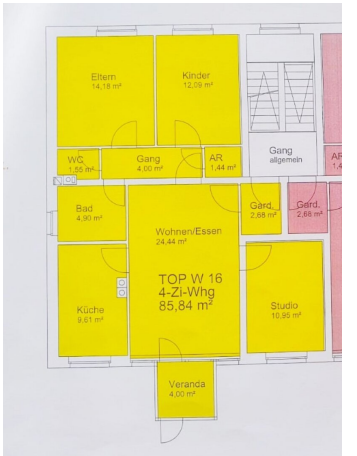 Eltern
14,18 m²
Kinder
12,09 m²
WC
1,55 m²
Gang
4,00 m²
AR
1,44 m²
Gang
allgemein
AR
Bad
4,90 m²
Wohnen/Essen
24,44 m²
Gard.
2,68 m²
Gard.
2,68 m²
TOP W 16
4-Zi-Whg
85,84 m²
Küche
9,61 m²
Studio
10,95 m²
Veranda
4,00 m²